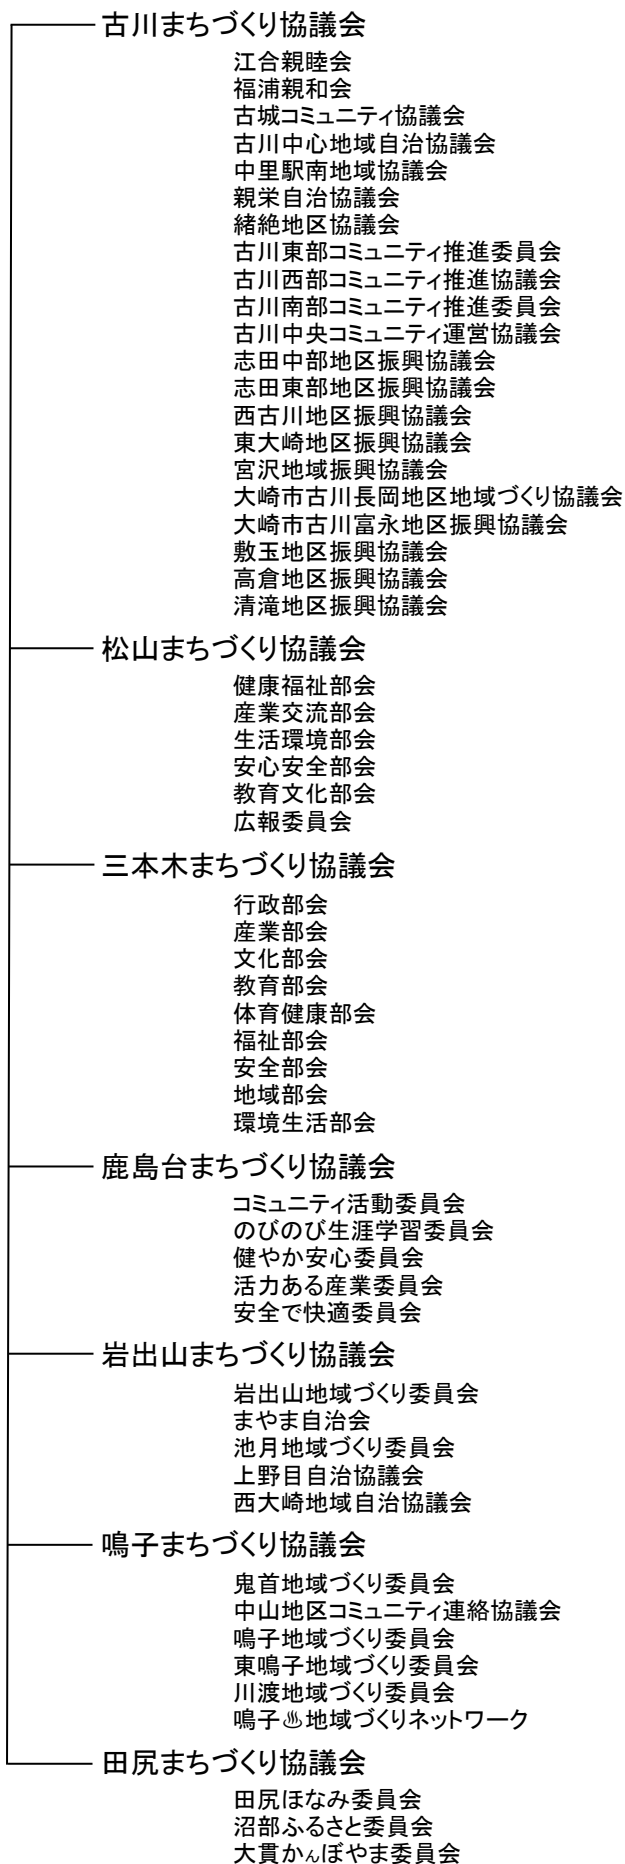 古川まちづくり協議会
江合親睦会
福浦親和会
古城コミュニティ協議会
古川中心地域自治協議会
中里駅南地域協議会
親栄自治協議会
緒絶地区協議会
古川東部コミュニティ推進委員会
古川西部コミュニティ推進協議会
古川南部コミュニティ推進委員会
古川中央コミュニティ運営協議会
志田中部地区振興協議会
志田東部地区振興協議会
西古川地区振興協議会
東大崎地区振興協議会
宮沢地域振興協議会
大崎市古川長岡地区地域づくり協議会
大崎市古川富永地区振興協議会
敷玉地区振興協議会
高倉地区振興協議会
清滝地区振興協議会
松山まちづくり協議会
健康福祉部会
産業交流部会
生活環境部会
安心安全部会
教育文化部会
広報委員会
三本木まちづくり協議会
行政部会
産業部会
文化部会
教育部会
体育健康部会
福祉部会
安全部会
地域部会
環境生活部会
鹿島台まちづくり協議会
コミュニティ活動委員会
のびのび生涯学習委員会
健やか安心委員会
活力ある産業委員会
安全で快適委員会
岩出山まちづくり協議会
岩出山地域づくり委員会
まやま自治会
池月地域づくり委員会
上野目自治協議会
西大崎地域自治協議会
鳴子まちづくり協議会
鬼首地域づくり委員会
中山地区コミュニティ連絡協議会
鳴子地域づくり委員会
東鳴子地域づくり委員会
川渡地域づくり委員会
鳴子♨地域づくりネットワーク
田尻まちづくり協議会
田尻ほなみ委員会
沼部ふるさと委員会
大貫かんぼやま委員会